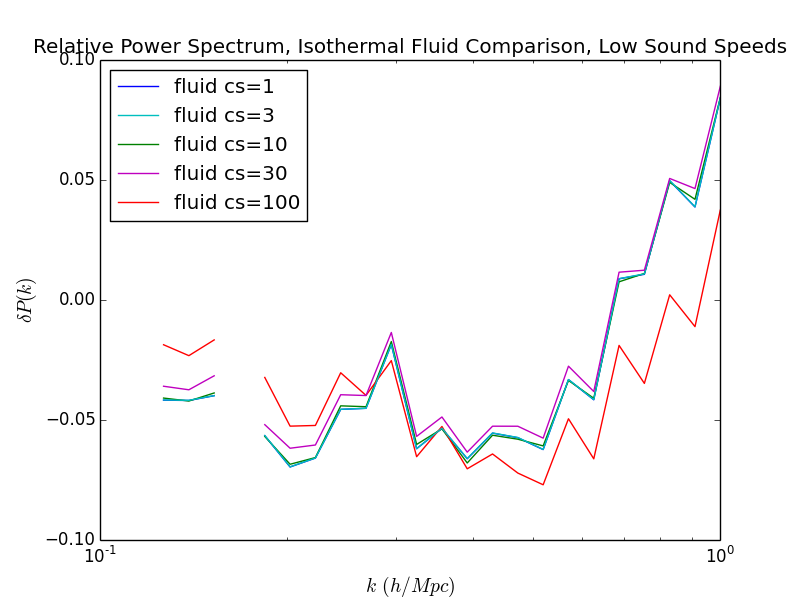 Relative Power Spectrum, Isothermal Fluid Comparison, Low Sound Speeds
0.10
0.05
0.00
−0.05
−0.10
δP(k)
fluid cs=1
fluid cs=3
fluid cs=10
fluid cs=30
fluid cs=100
10⁻¹
10⁰
k (h/Mpc)